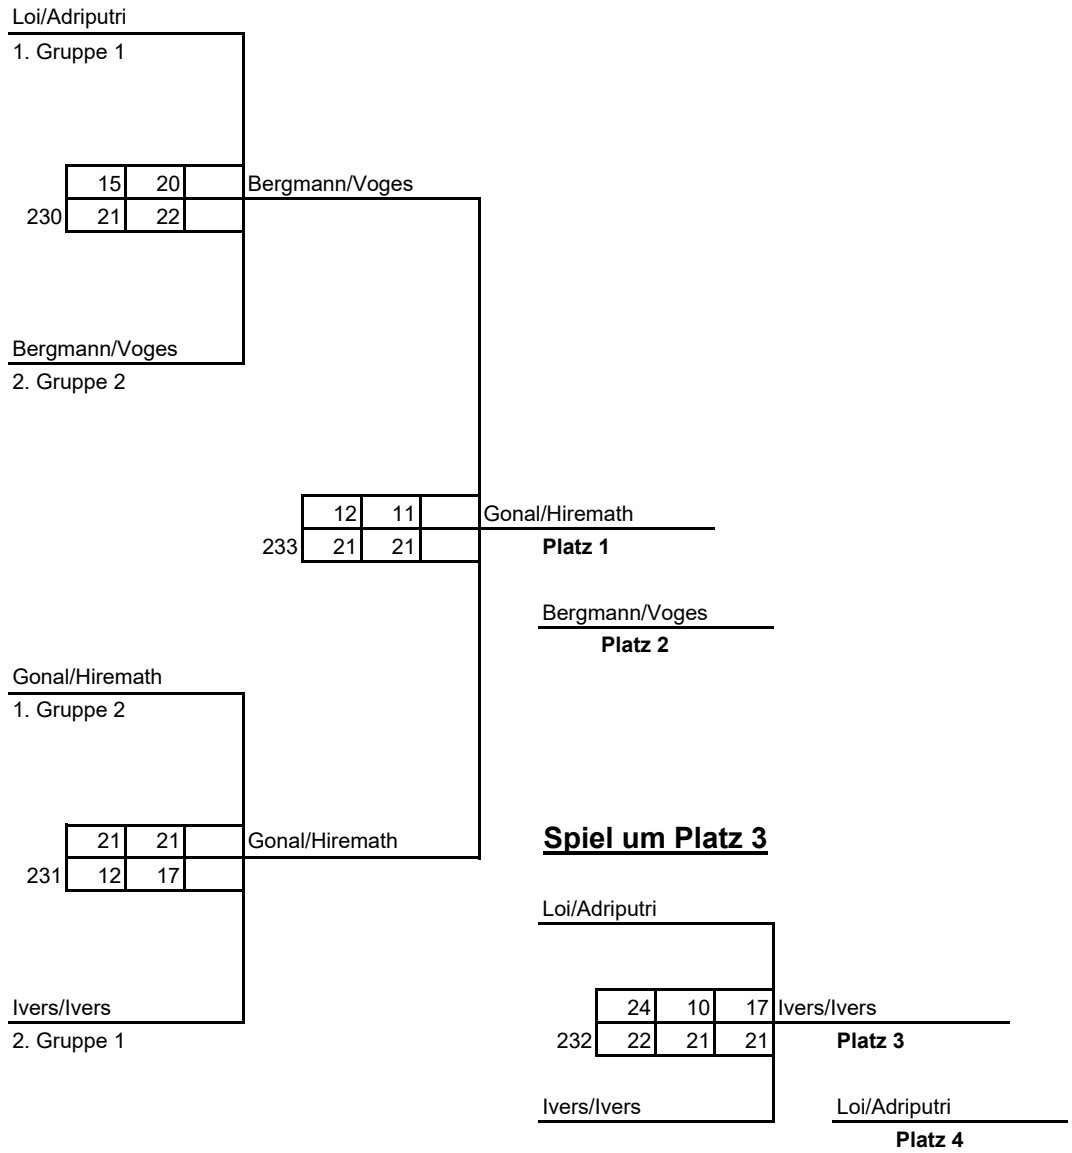 Loi/Adriputri
1. Gruppe 1
15 20 Bergmann/Voges
230 21 22
Bergmann/Voges
2. Gruppe 2
12 11 Gonal/Hiremath
233 21 21 Platz 1
Bergmann/Voges
Platz 2
Gonal/Hiremath
1. Gruppe 2
21 21 Gonal/Hiremath
231 12 17
Ivers/Ivers
2. Gruppe 1
Spiel um Platz 3
Loi/Adriputri
24 10 17 Ivers/Ivers
232 22 21 21 Platz 3
Ivers/Ivers
Loi/Adriputri
Platz 4